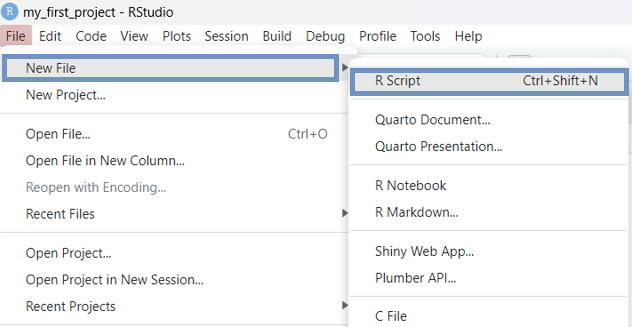 R my_first_project - RStudio
File Edit Code View Plots Session Build Debug Profile Tools Help
New File
New Project...
Open File... Ctrl+O
Open File in New Column...
Reopen with Encoding...
Recent Files
Open Project...
Open Project in New Session...
Recent Projects
R Script Ctrl+Shift+N
Quarto Document...
Quarto Presentation...
R Notebook
R Markdown...
Shiny Web App...
Plumber API...
C File